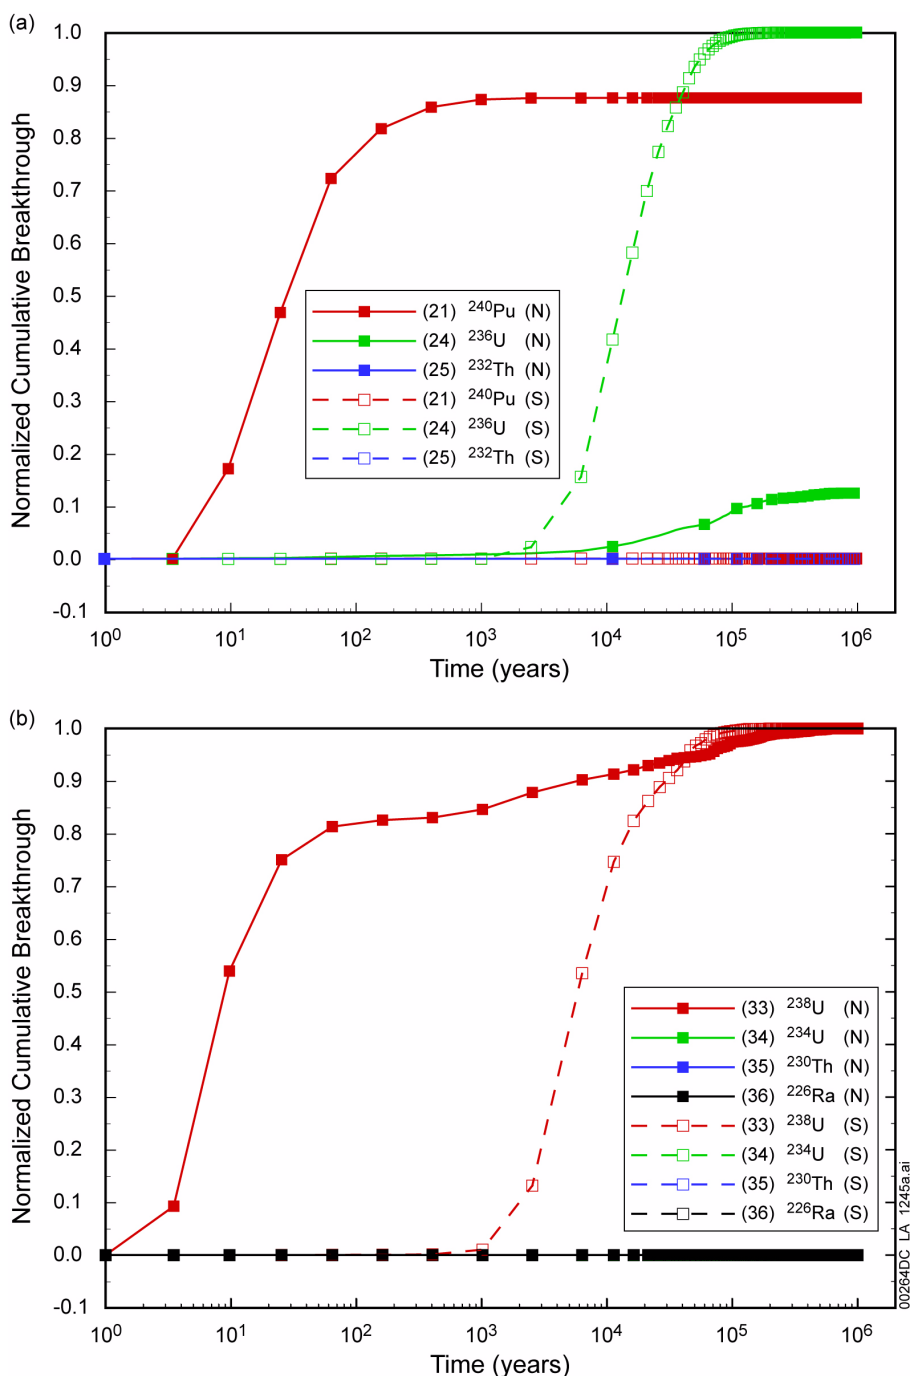 (a)
Normalized Cumulative Breakthrough
1.0
0.9
0.8
0.7
0.6
0.5
0.4
0.3
0.2
0.1
0.0
-0.1
(21) ²⁴⁰Pu (N)
(24) ²³⁶U (N)
(25) ²³²Th (N)
(21) ²⁴⁰Pu (S)
(24) ²³⁶U (S)
(25) ²³²Th (S)
10⁰ 10¹ 10² 10³ 10⁴ 10⁵ 10⁶
Time (years)
(b)
Normalized Cumulative Breakthrough
1.0
0.9
0.8
0.7
0.6
0.5
0.4
0.3
0.2
0.1
0.0
-0.1
(33) ²³⁸U (N)
(34) ²³⁴U (N)
(35) ²³⁰Th (N)
(36) ²²⁶Ra (N)
(33) ²³⁸U (S)
(34) ²³⁴U (S)
(35) ²³⁰Th (S)
(36) ²²⁶Ra (S)
10⁰ 10¹ 10² 10³ 10⁴ 10⁵ 10⁶
Time (years)
00264DC_LA_1245a.ai